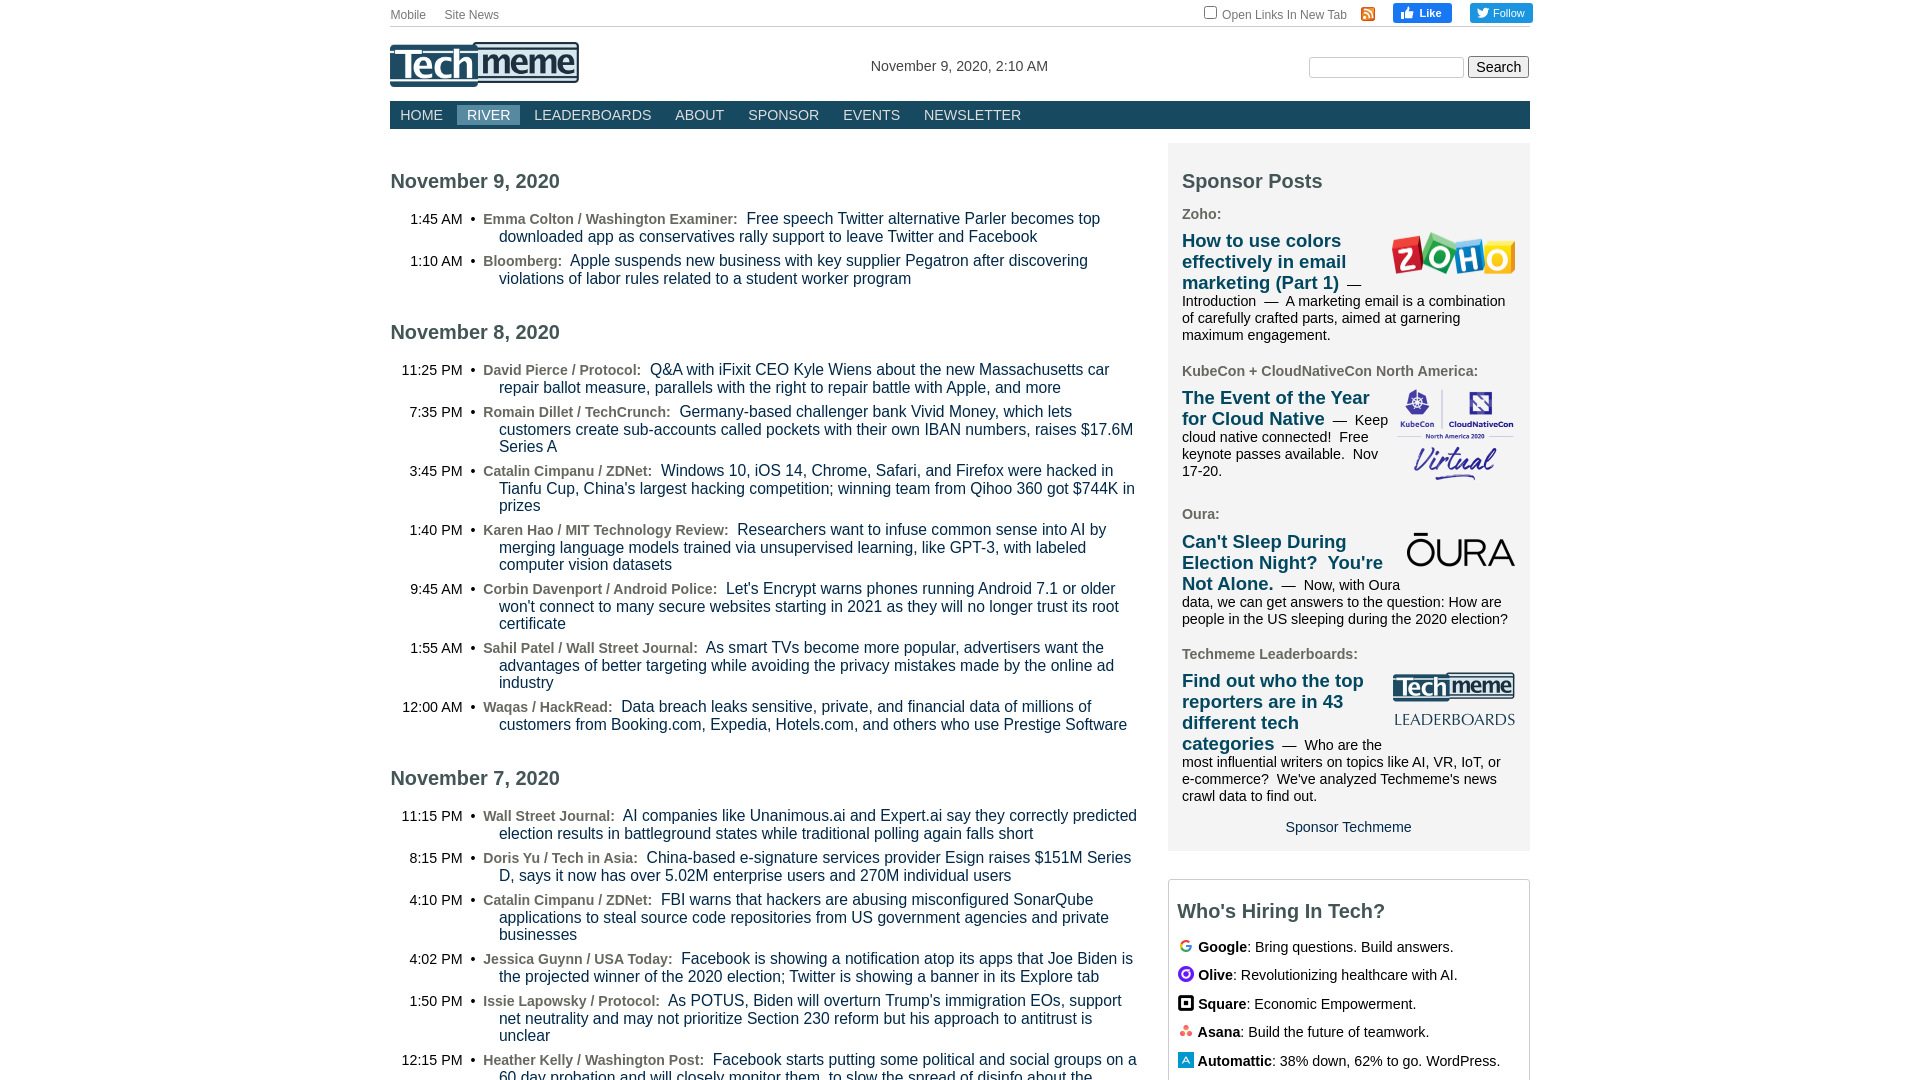 Mobile Site News Open Links In New Tab Like Follow
Techmeme November 9, 2020, 2:10 AM Search
HOME RIVER LEADERBOARDS ABOUT SPONSOR EVENTS NEWSLETTER
November 9, 2020
1:45 AM • Emma Colton / Washington Examiner: Free speech Twitter alternative Parler becomes top
downloaded app as conservatives rally support to leave Twitter and Facebook
1:10 AM • Bloomberg: Apple suspends new business with key supplier Pegatron after discovering
violations of labor rules related to a student worker program
November 8, 2020
11:25 PM • David Pierce / Protocol: Q&A with iFixit CEO Kyle Wiens about the new Massachusetts car
repair ballot measure, parallels with the right to repair battle with Apple, and more
7:35 PM • Romain Dillet / TechCrunch: Germany-based challenger bank Vivid Money, which lets
customers create sub-accounts called pockets with their own IBAN numbers, raises $17.6M
Series A
3:45 PM • Catalin Cimpanu / ZDNet: Windows 10, iOS 14, Chrome, Safari, and Firefox were hacked in
Tianfu Cup, China's largest hacking competition; winning team from Qihoo 360 got $744K in
prizes
1:40 PM • Karen Hao / MIT Technology Review: Researchers want to infuse common sense into AI by
merging language models trained via unsupervised learning, like GPT-3, with labeled
computer vision datasets
9:45 AM • Corbin Davenport / Android Police: Let's Encrypt warns phones running Android 7.1 or older
won't connect to many secure websites starting in 2021 as they will no longer trust its root
certificate
1:55 AM • Sahil Patel / Wall Street Journal: As smart TVs become more popular, advertisers want the
advantages of better targeting while avoiding the privacy mistakes made by the online ad
industry
12:00 AM • Waqas / HackRead: Data breach leaks sensitive, private, and financial data of millions of
customers from Booking.com, Expedia, Hotels.com, and others who use Prestige Software
November 7, 2020
11:15 PM • Wall Street Journal: AI companies like Unanimous.ai and Expert.ai say they correctly predicted
election results in battleground states while traditional polling again falls short
8:15 PM • Doris Yu / Tech in Asia: China-based e-signature services provider Esign raises $151M Series
D, says it now has over 5.02M enterprise users and 270M individual users
4:10 PM • Catalin Cimpanu / ZDNet: FBI warns that hackers are abusing misconfigured SonarQube
applications to steal source code repositories from US government agencies and private
businesses
4:02 PM • Jessica Guynn / USA Today: Facebook is showing a notification atop its apps that Joe Biden is
the projected winner of the 2020 election; Twitter is showing a banner in its Explore tab
1:50 PM • Issie Lapowsky / Protocol: As POTUS, Biden will overturn Trump's immigration EOs, support
net neutrality and may not prioritize Section 230 reform but his approach to antitrust is
unclear
12:15 PM • Heather Kelly / Washington Post: Facebook starts putting some political and social groups on a
60 day probation and will closely monitor them, to slow the spread of disinfo about the
Sponsor Posts
Zoho:
How to use colors
effectively in email
marketing (Part 1) —
ZOHO
Introduction — A marketing email is a combination
of carefully crafted parts, aimed at garnering
maximum engagement.
KubeCon + CloudNativeCon North America:
The Event of the Year
for Cloud Native — Keep
cloud native connected! Free
keynote passes available. Nov
17-20.
KubeCon CloudNativeCon
North America 2020
Virtual
Oura:
Can't Sleep During
Election Night? You're
Not Alone. — Now, with Oura
ŌURA
data, we can get answers to the question: How are
people in the US sleeping during the 2020 election?
Techmeme Leaderboards:
Find out who the top
reporters are in 43
different tech
categories — Who are the
Techmeme
LEADERBOARDS
most influential writers on topics like AI, VR, IoT, or
e-commerce? We've analyzed Techmeme's news
crawl data to find out.
Sponsor Techmeme
Who's Hiring In Tech?
Google: Bring questions. Build answers.
Olive: Revolutionizing healthcare with AI.
Square: Economic Empowerment.
Asana: Build the future of teamwork.
Automattic: 38% down, 62% to go. WordPress.